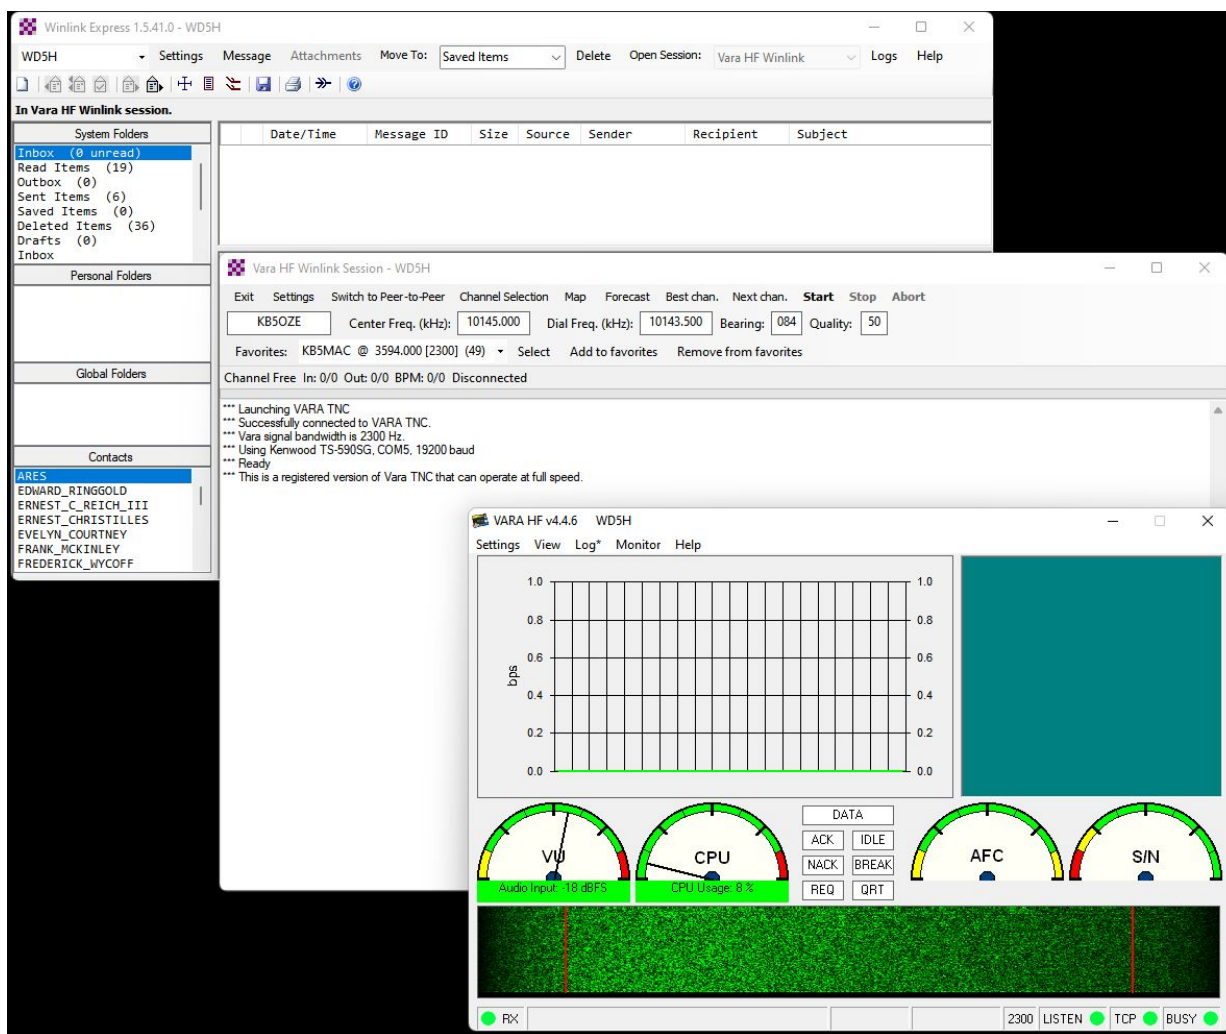 Winlink Express 1.5.41.0 - WD5H
WD5H Settings Message Attachments Move To: Saved Items Delete Open Session: Vara HF Winlink Logs Help
In Vara HF Winlink session.
System Folders
Inbox (0 unread)
Read Items (19)
Outbox (0)
Sent Items (6)
Saved Items (0)
Deleted Items (36)
Drafts (0)
Inbox
Personal Folders
Global Folders
Contacts
ARES
EDWARD_RINGGOLD
ERNEST_C_REICH_III
ERNEST_CHRISTILLES
EVELYN_COURTNEY
FRANK_MCKINLEY
FREDERICK_WYCOFF
Date/Time Message ID Size Source Sender Recipient Subject
Vara HF Winlink Session - WD5H
Exit Settings Switch to Peer-to-Peer Channel Selection Map Forecast Best chan. Next chan. Start Stop Abort
KB5OZE Center Freq. (kHz): 10145.000 Dial Freq. (kHz): 10143.500 Bearing: 084 Quality: 50
Favorites: KB5MAC @ 3594.000 [2300] (49) Select Add to favorites Remove from favorites
Channel Free In: 0/0 Out: 0/0 BPM: 0/0 Disconnected
*** Launching VARA TNC
*** Successfully connected to VARA TNC.
*** Vara signal bandwidth is 2300 Hz.
*** Using Kenwood TS-590SG, COM5, 19200 baud
*** Ready
*** This is a registered version of Vara TNC that can operate at full speed.
VARA HF v4.4.6 WD5H
Settings View Log* Monitor Help
1.0 1.0
0.8 0.8
0.6 0.6
bps
0.4 0.4
0.2 0.2
0.0 0.0
VU
Audio Input: -18 dBFS
CPU
CPU Usage: 8 %
DATA
ACK IDLE
NACK BREAK
REQ QRT
AFC
S/N
RX 2300 LISTEN TCP BUSY